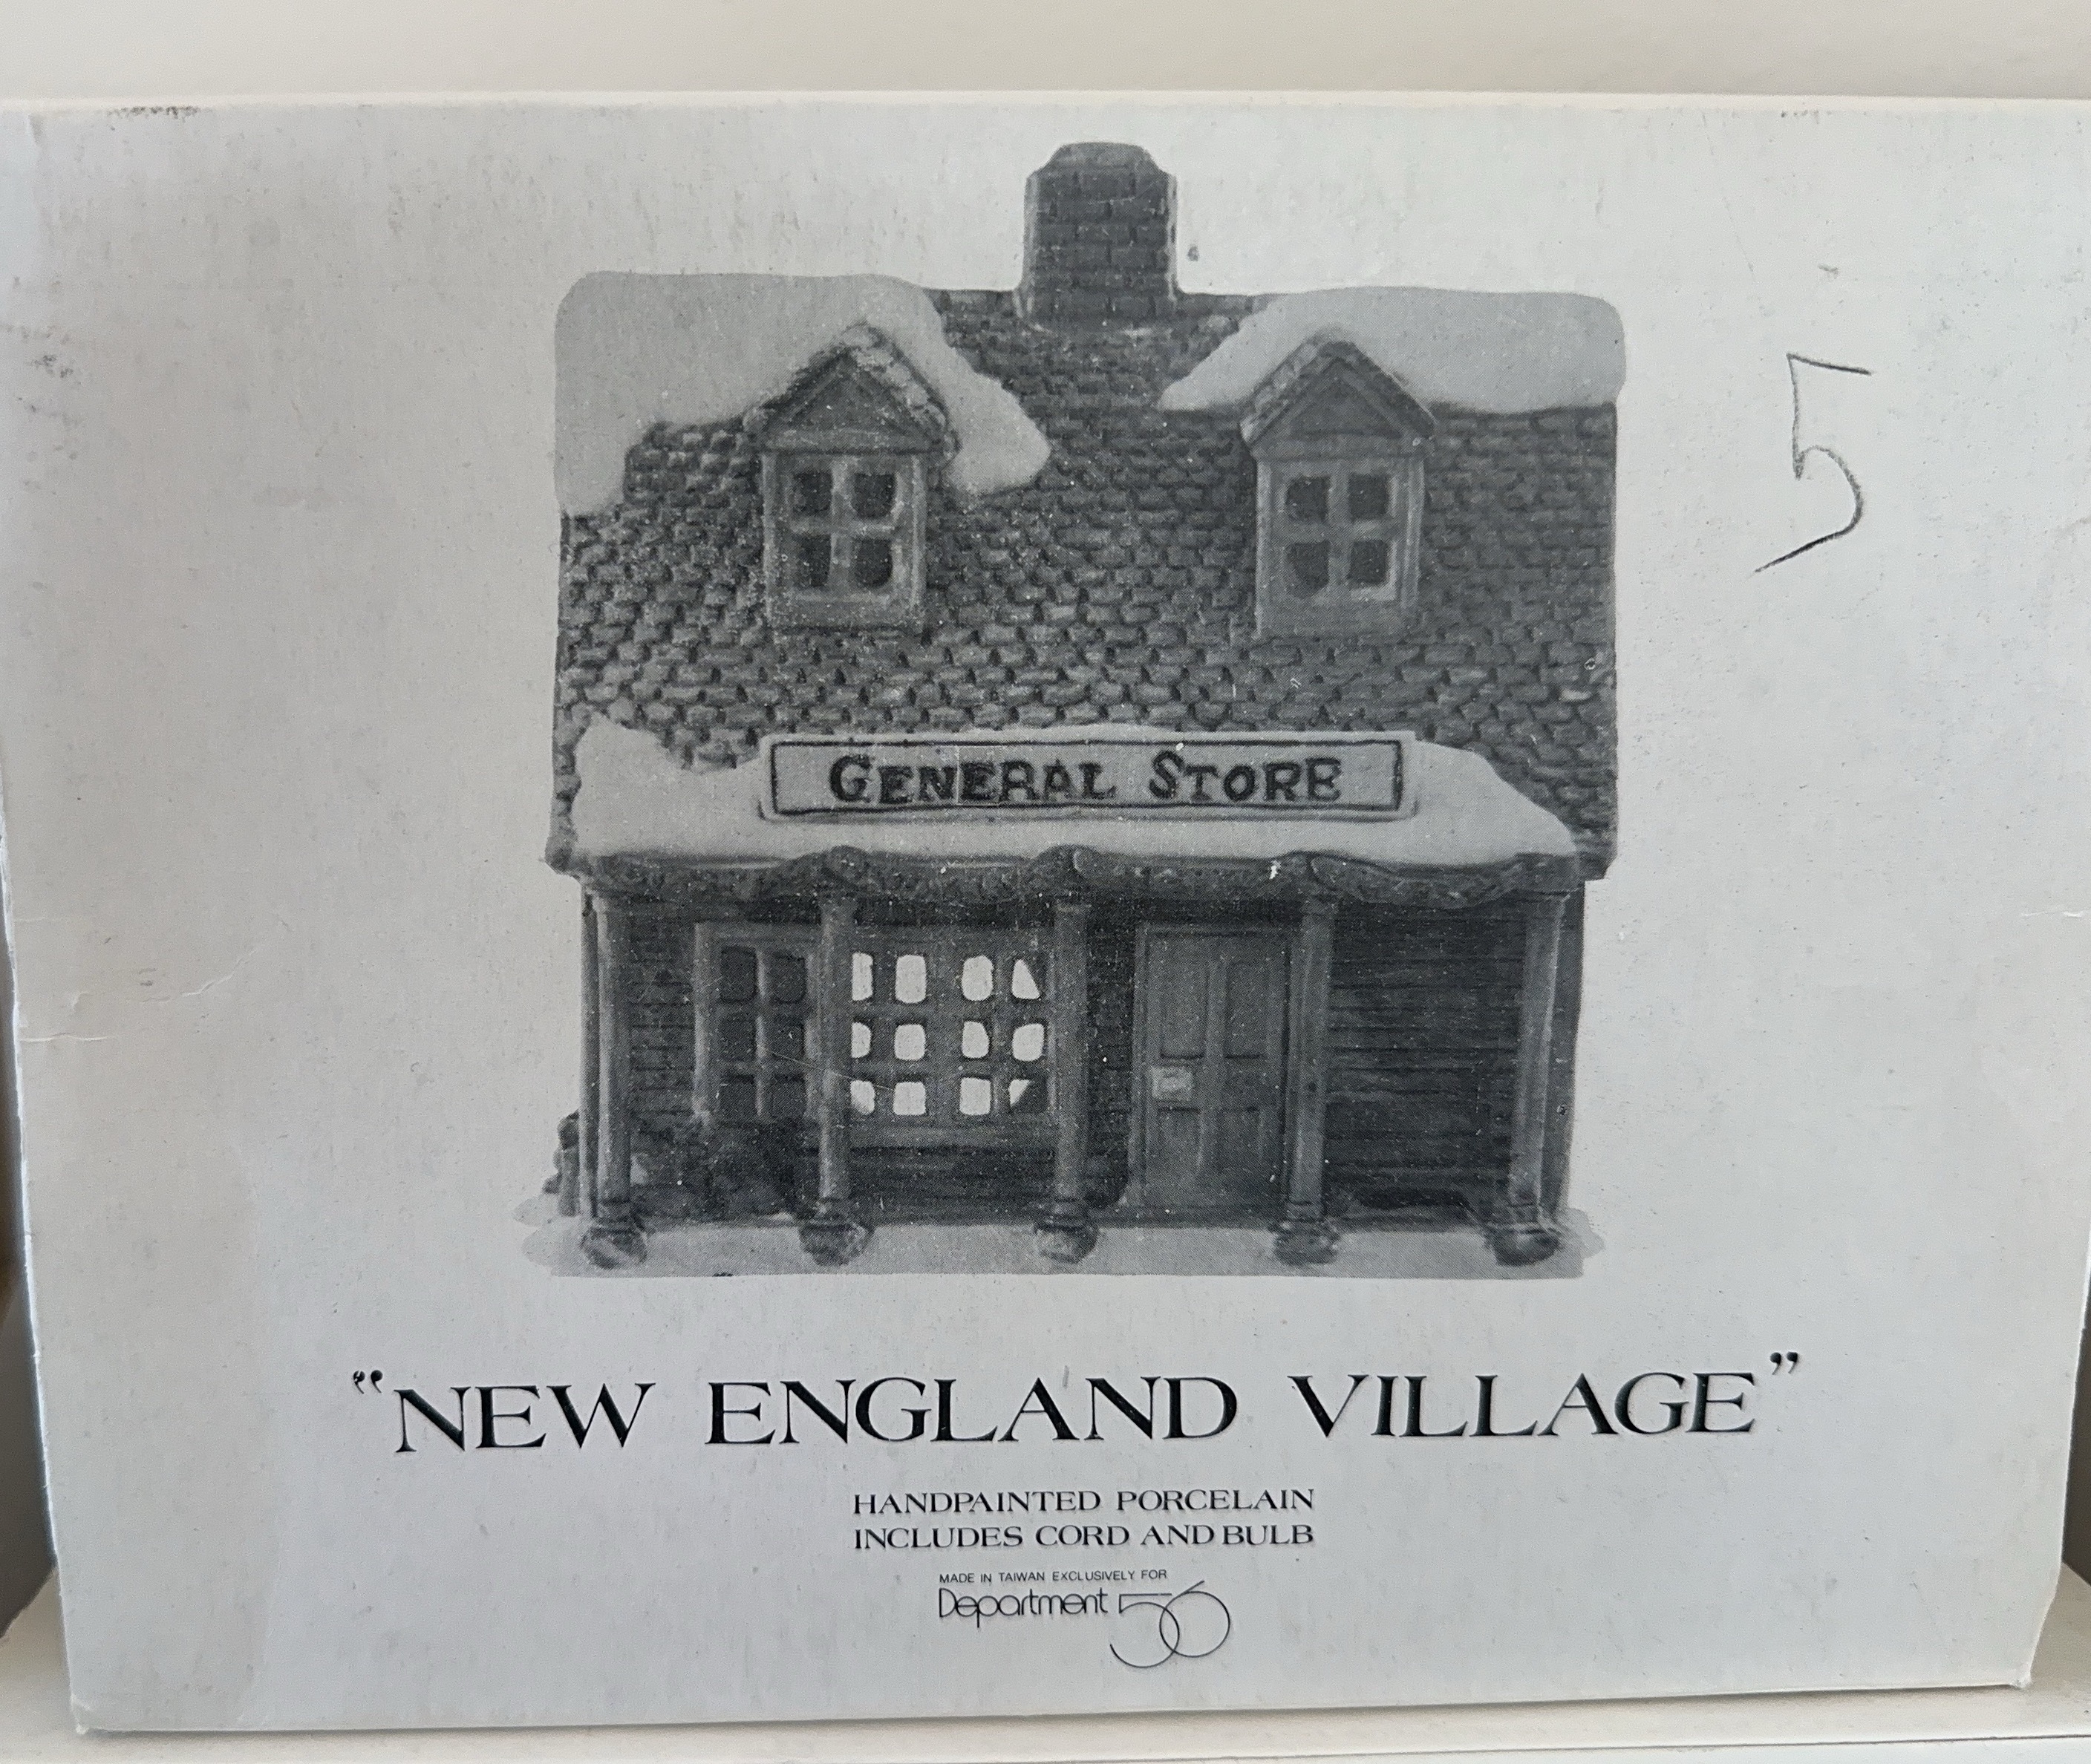 5
GENERAL STORE
"NEW ENGLAND VILLAGE"
HANDPAINTED PORCELAIN
INCLUDES CORD AND BULB
MADE IN TAIWAN EXCLUSIVELY FOR
Department 56